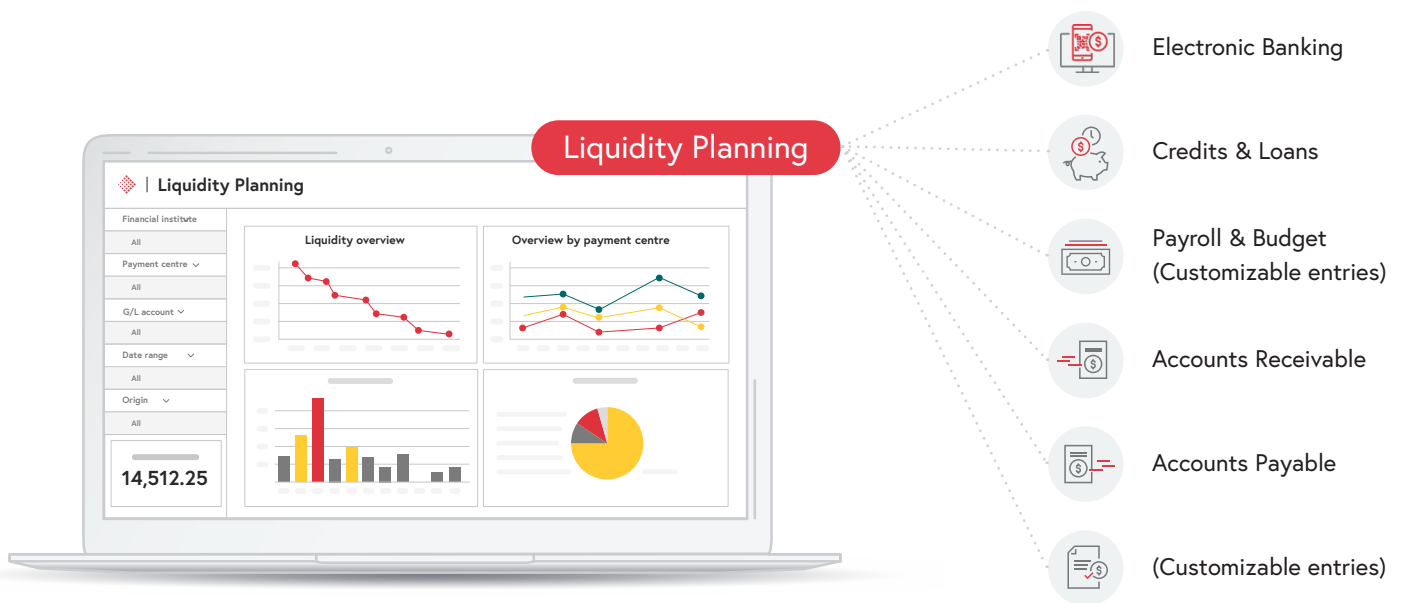 Liquidity Planning
| Liquidity Planning
Financial institute
All
Payment centre
All
G/L account
All
Date range
All
Origin
All
14,512.25
Liquidity overview
Overview by payment centre
Electronic Banking
Credits & Loans
Payroll & Budget
(Customizable entries)
Accounts Receivable
Accounts Payable
(Customizable entries)